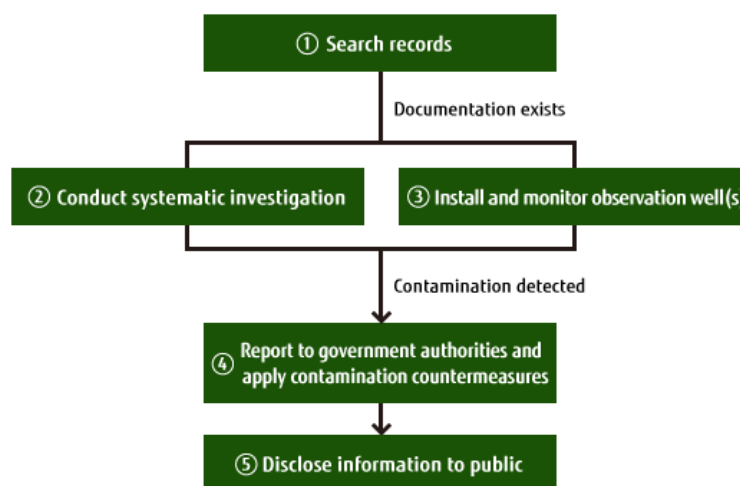 ① Search records
Documentation exists
② Conduct systematic investigation
③ Install and monitor observation well(s
Contamination detected
④ Report to government authorities and
apply contamination countermeasures
⑤ Disclose information to public